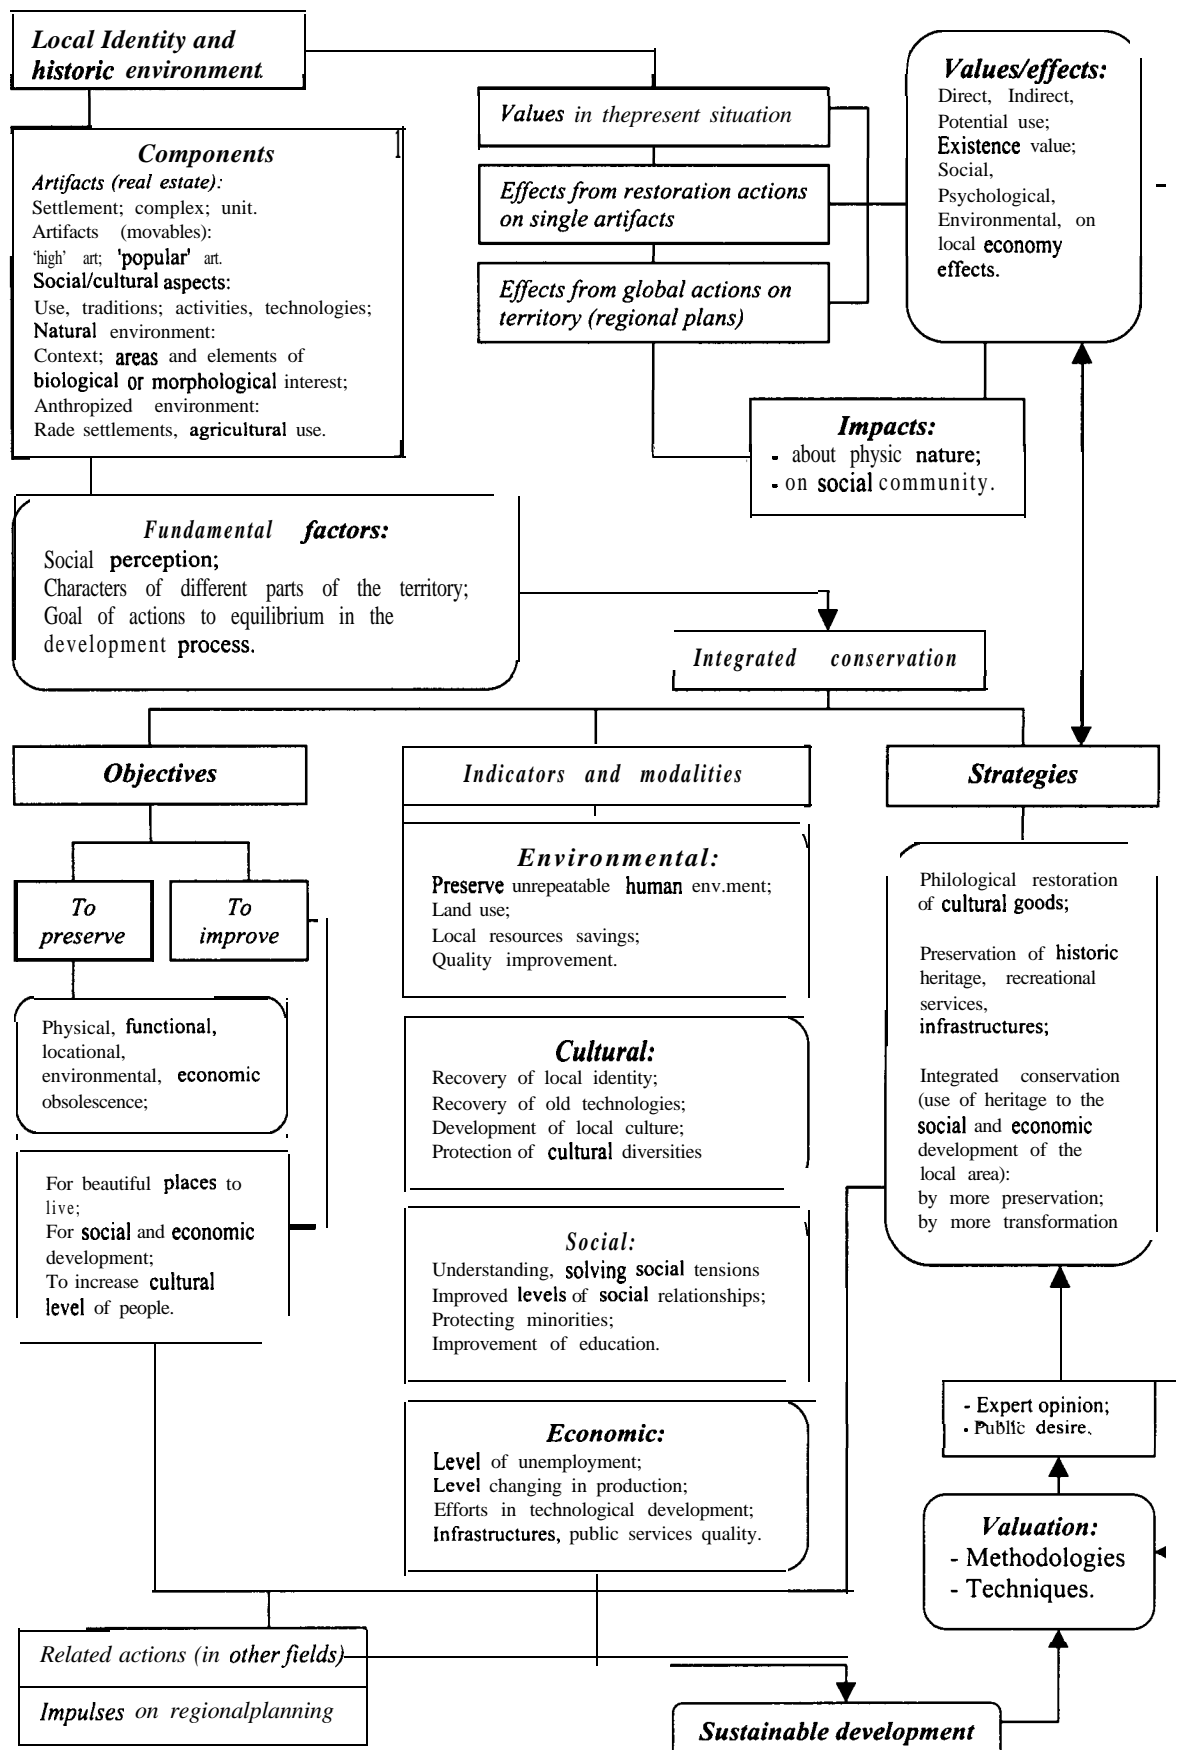 Local Identity and
historic environment.
Components
Artifacts (real estate):
Settlement; complex; unit.
Artifacts (movables):
'high' art; 'popular' art.
Social/cultural aspects:
Use, traditions; activities, technologies;
Natural environment:
Context; areas and elements of
biological or morphological interest;
Anthropized environment:
Rade settlements, agricultural use.
Values in thepresent situation
Effects from restoration actions
on single artifacts
Effects from global actions on
territory (regional plans)
Values/effects:
Direct, Indirect,
Potential use;
Existence value;
Social,
Psychological,
Environmental, on
local economy
effects.
Impacts:
- about physic nature;
- on social community.
Fundamental factors:
Social perception;
Characters of different parts of the territory;
Goal of actions to equilibrium in the
development process.
Integrated conservation
Objectives
Indicators and modalities
Strategies
To
preserve
To
improve
Physical, functional,
locational,
environmental, economic
obsolescence;
For beautiful places to
live;
For social and economic
development;
To increase cultural
level of people.
Environmental:
Preserve unrepeatable human env.ment;
Land use;
Local resources savings;
Quality improvement.
Cultural:
Recovery of local identity;
Recovery of old technologies;
Development of local culture;
Protection of cultural diversities
Social:
Understanding, solving social tensions
Improved levels of social relationships;
Protecting minorities;
Improvement of education.
Economic:
Level of unemployment;
Level changing in production;
Efforts in technological development;
Infrastructures, public services quality.
Philological restoration
of cultural goods;
Preservation of historic
heritage, recreational
services,
infrastructures;
Integrated conservation
(use of heritage to the
social and economic
development of the
local area):
by more preservation;
by more transformation
- Expert opinion;
- Public desire.
Valuation:
- Methodologies
- Techniques.
Related actions (in other fields)
Impulses on regionalplanning
Sustainable development